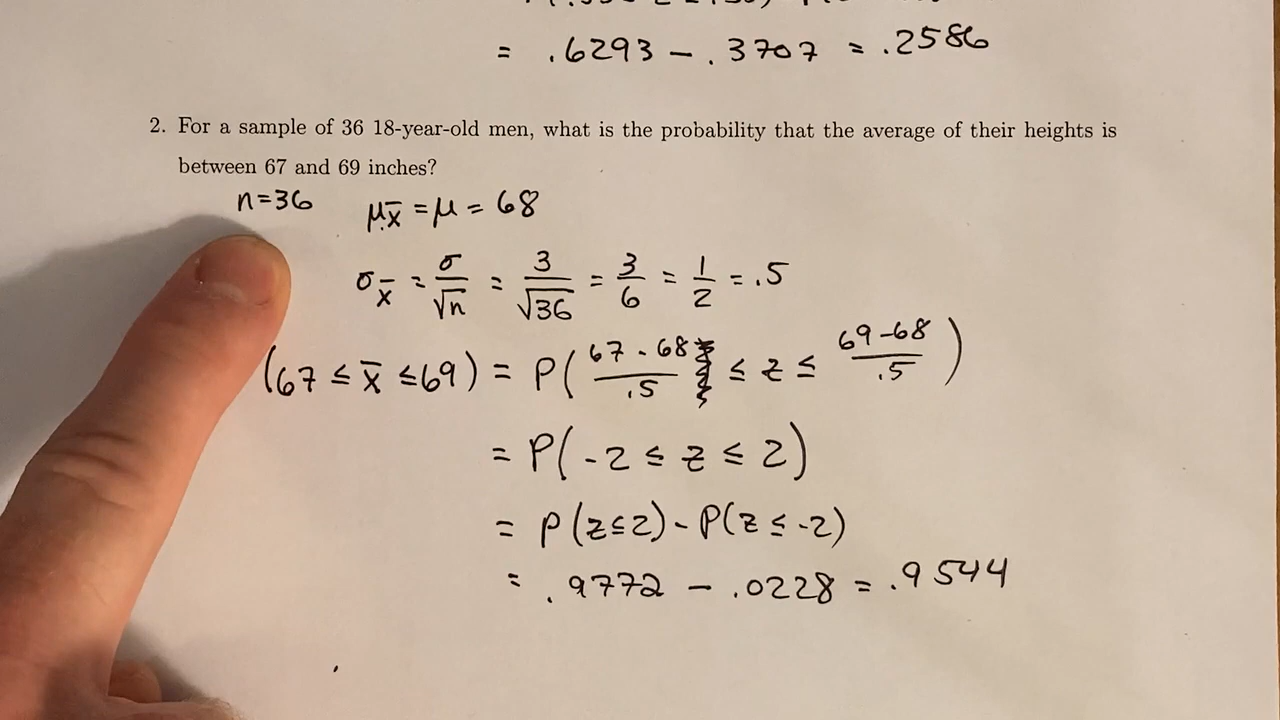 = .6293 - .3707 = .2586
2. For a sample of 36 18-year-old men, what is the probability that the average of their heights is
between 67 and 69 inches?
n=36 μx̄ = μ = 68
σx̄ = σ/√n = 3/√36 = 3/6 = 1/2 = .5
(67 ≤ x̄ ≤ 69) = P( (67 - 68)/.5 ≤ z ≤ (69-68)/.5 )
= P(-2 ≤ z ≤ 2)
= P(z≤2) - P(z ≤ -2)
= .9772 - .0228 = .9544